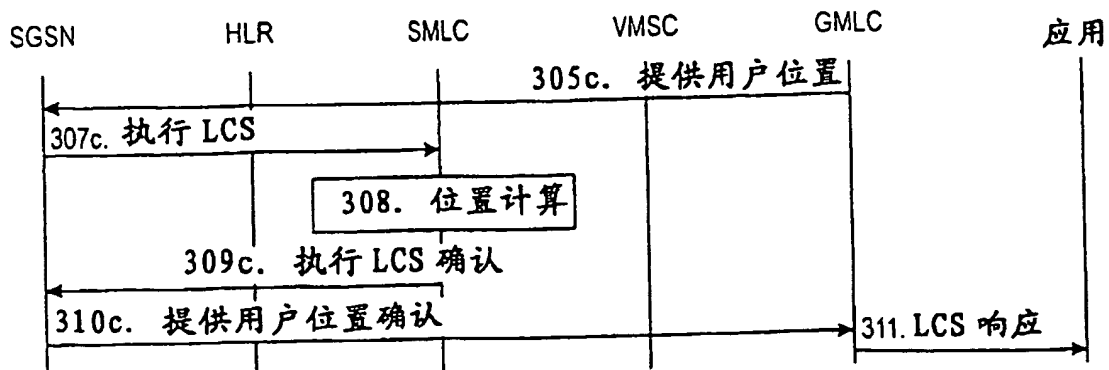 SGSN HLR SMLC VMSC GMLC 应用
305c. 提供用户位置
307c. 执行 LCS
308. 位置计算
309c. 执行 LCS 确认
310c. 提供用户位置确认
311. LCS 响应